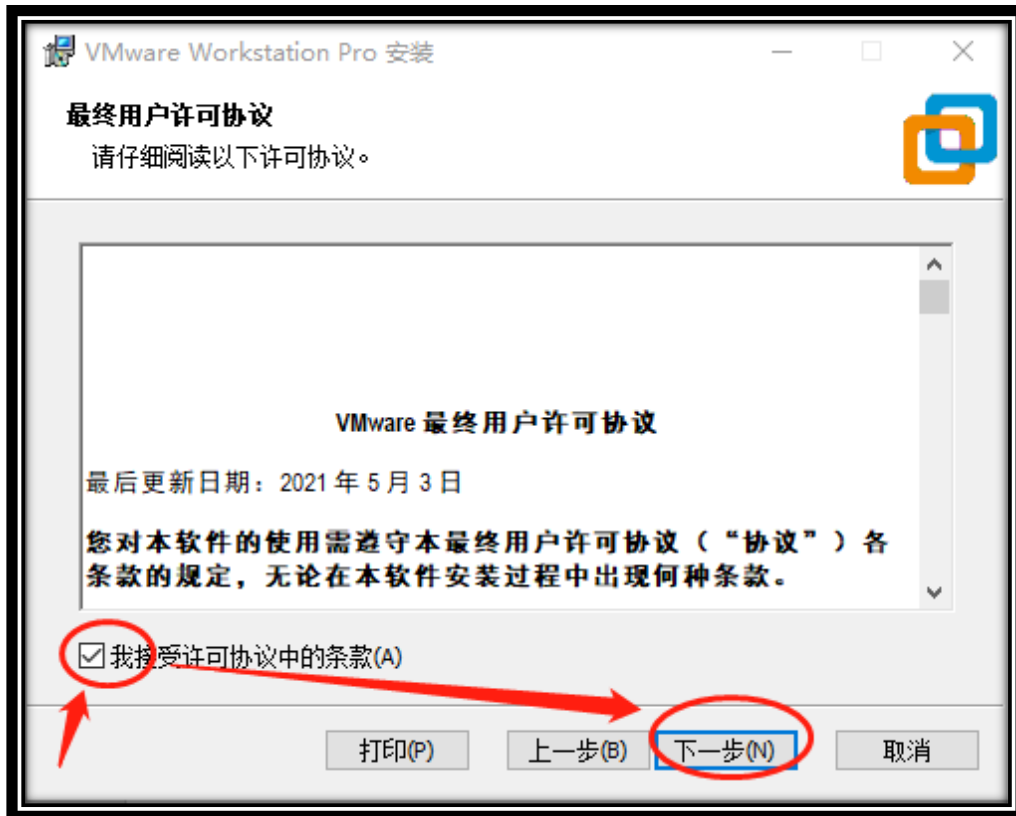 VMware Workstation Pro 安装
最终用户许可协议
请仔细阅读以下许可协议。
VMware 最终用户许可协议
最后更新日期：2021 年 5 月 3 日
您对本软件的使用需遵守本最终用户许可协议（“协议”）各
条款的规定，无论在本软件安装过程中出现何种条款。
我接受许可协议中的条款(A)
打印(P) 上一步(B) 下一步(N) 取消